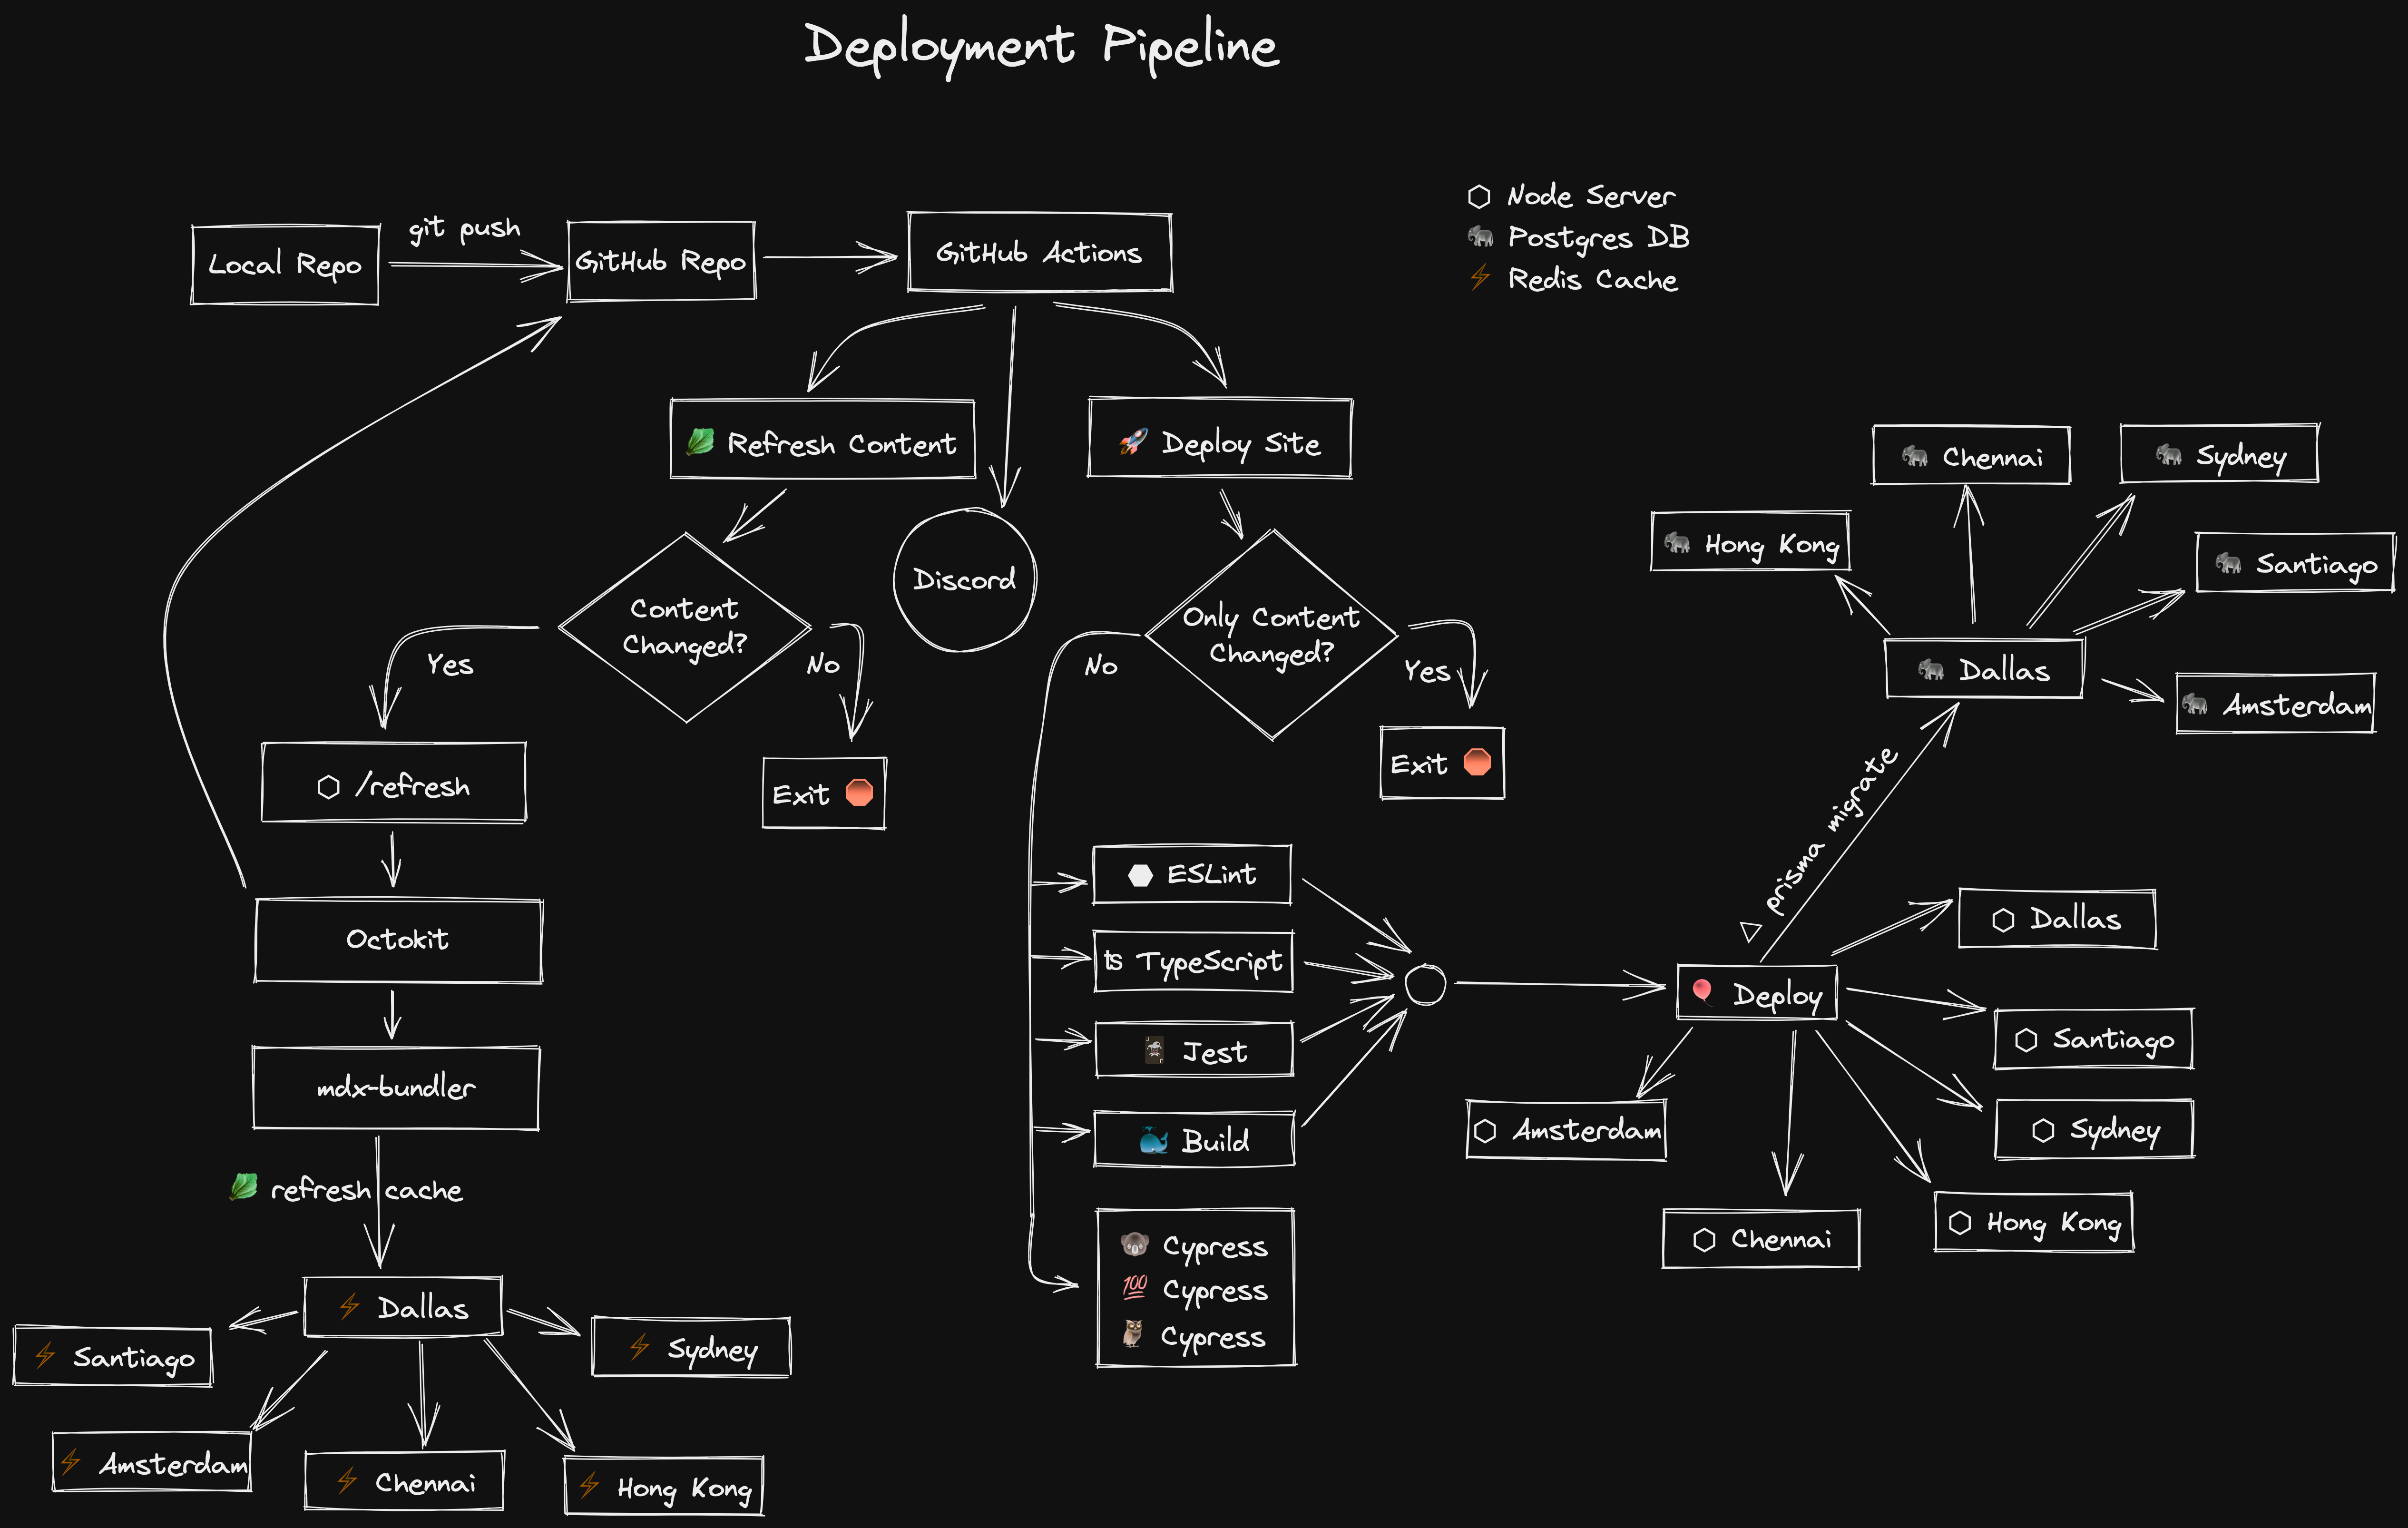 Deployment Pipeline
Node Server
Postgres DB
Redis Cache
Local Repo
git push
GitHub Repo
GitHub Actions
Refresh Content
Deploy Site
Discord
Content
Changed?
Yes
No
Exit
/refresh
Octokit
mdx-bundler
refresh cache
Dallas
Santiago
Sydney
Amsterdam
Chennai
Hong Kong
Only Content
Changed?
No
Yes
Exit
ESLint
ts TypeScript
Jest
Build
Cypress
100 Cypress
Cypress
Deploy
prisma migrate
Dallas
Hong Kong
Chennai
Sydney
Santiago
Amsterdam
Dallas
Santiago
Sydney
Hong Kong
Chennai
Amsterdam